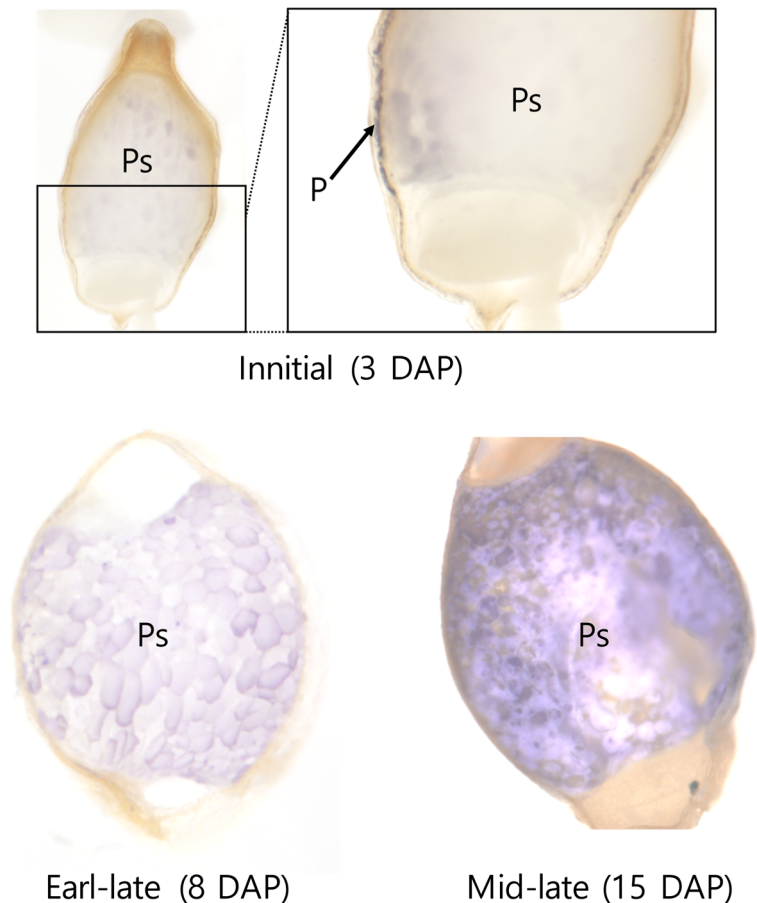 Ps
Ps
P
Innitial (3 DAP)
Ps
Ps
Earl-late (8 DAP)
Mid-late (15 DAP)